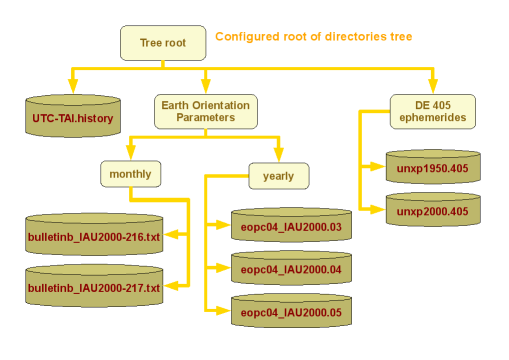 Configured root of directories tree
Tree root
UTC-TAI.history
Earth Orientation
Parameters
DE 405
ephemerides
monthly
yearly
unxp1950.405
unxp2000.405
bulletinb_IAU2000-216.txt
bulletinb_IAU2000-217.txt
eopc04_IAU2000.03
eopc04_IAU2000.04
eopc04_IAU2000.05